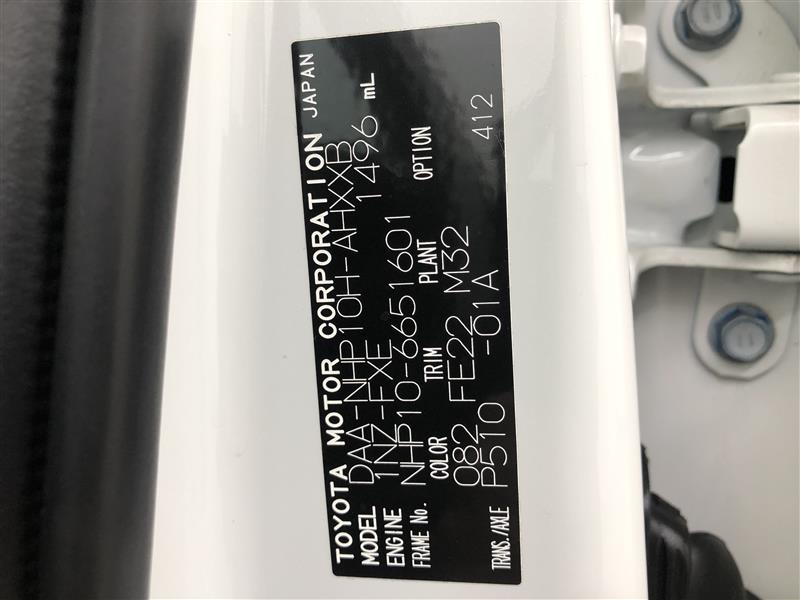 TOYOTA MOTOR CORPORATION JAPAN
MODEL DAA-NHP10H-AHXXB
ENGINE 1NZ-FXE 1496 mL
FRAME No. NHP10-6651601
COLOR TRIM PLANT OPTION
082 FE22 M32
TRANS./AXLE P510 -01A 412